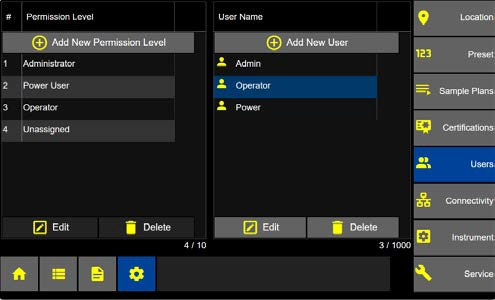 # Permission Level
Add New Permission Level
1 Administrator
2 Power User
3 Operator
4 Unassigned
Edit
Delete
4 / 10
User Name
Add New User
Admin
Operator
Power
Edit
Delete
3 / 1000
Location
123 Preset
Sample Plans
Certifications
Users
Connectivity
Instrument
Service